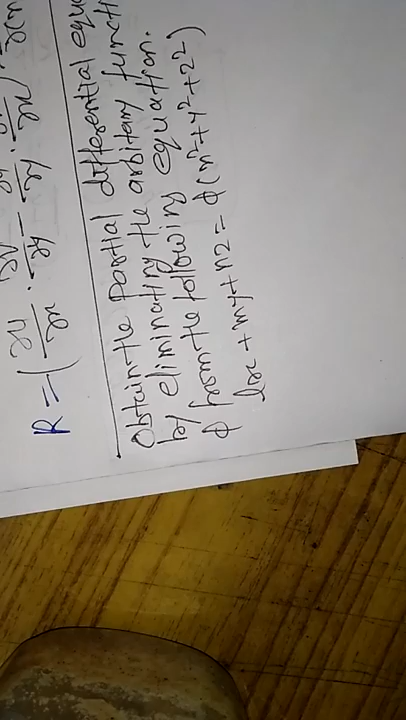 R = (∂u/∂x · ∂v/∂y − ∂u/∂y · ∂v/∂x)
Obtain the partial differential equ
by eliminating the arbitary funct
ϕ from the following equation.
lx + my + nz = ϕ(x²+y²+z²)